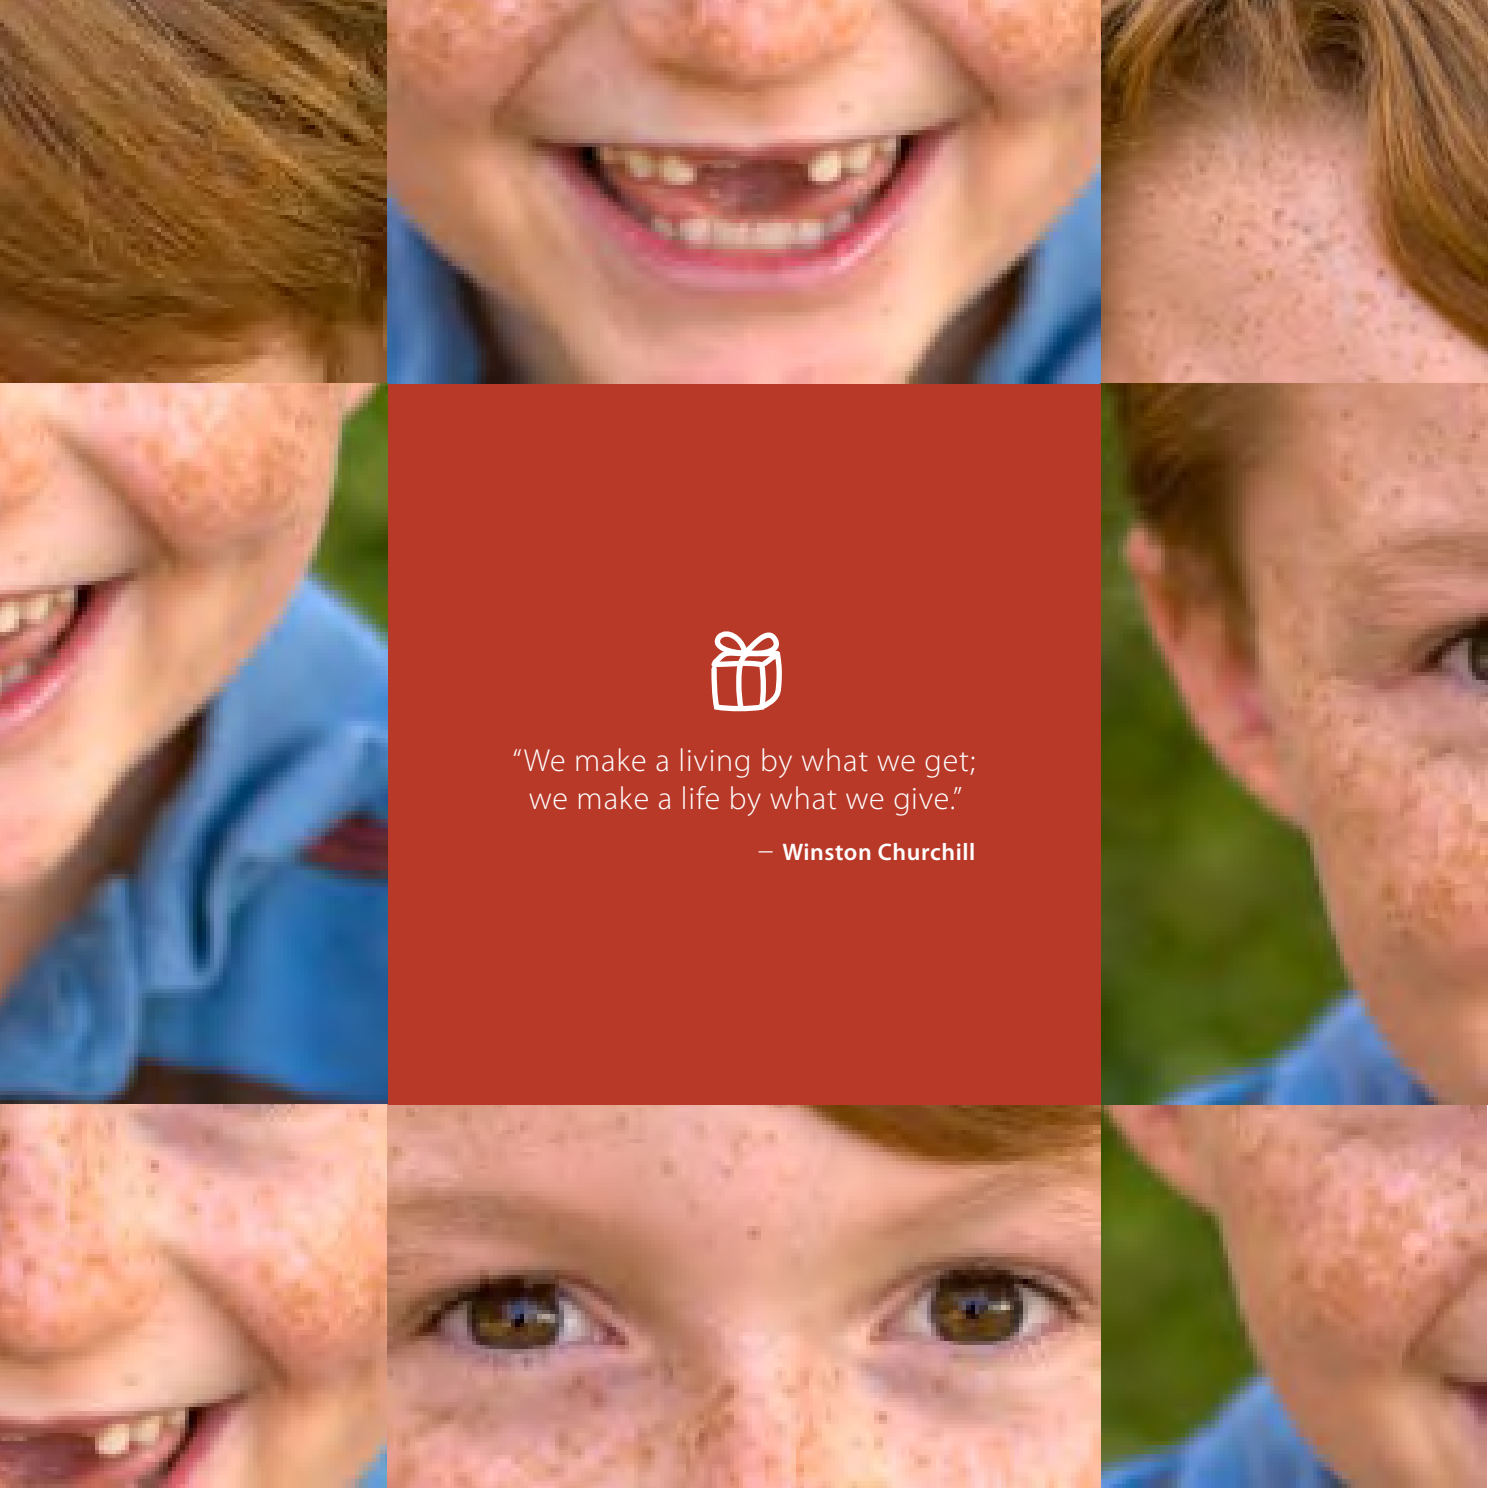 “We make a living by what we get;
we make a life by what we give.”
– Winston Churchill